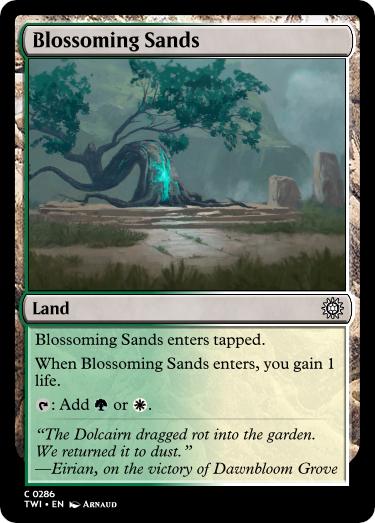 Blossoming Sands
Land
Blossoming Sands enters tapped.
When Blossoming Sands enters, you gain 1
life.
: Add or .
“The Dolcairn dragged rot into the garden.
We returned it to dust.”
—Eirian, on the victory of Dawnbloom Grove
C 0286
TWI • EN Arnaud